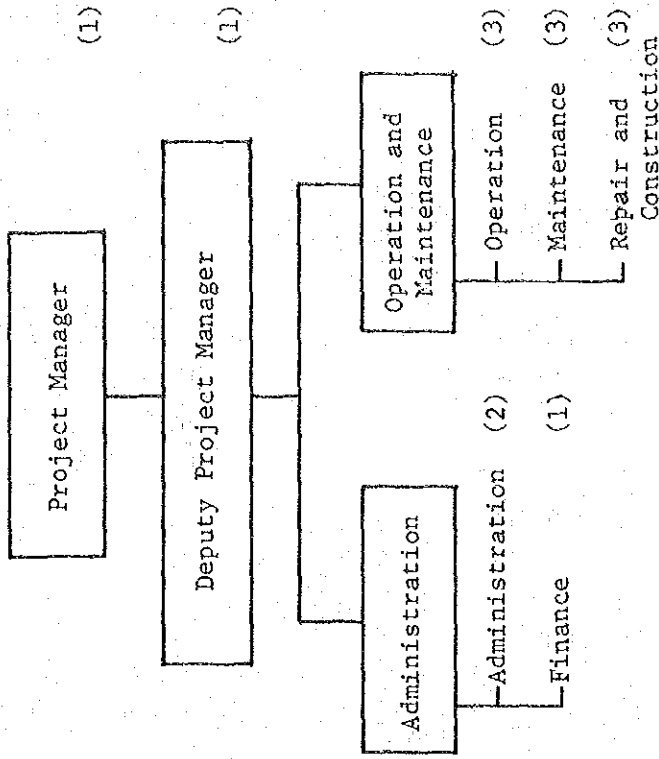 Project Manager (1)
Deputy Project Manager (1)
Administration
Administration (2)
Finance (1)
Operation and
Maintenance
Operation (3)
Maintenance (3)
Repair and (3)
Construction